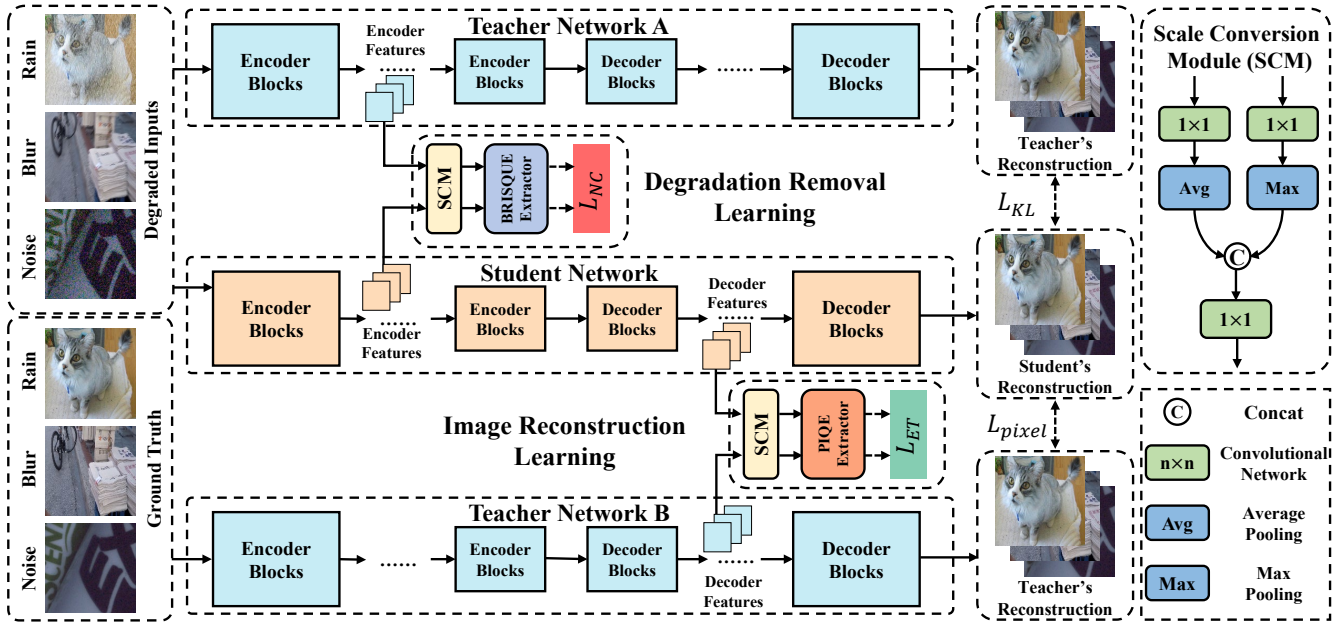 Rain
Blur
Noise
Degraded Inputs
Rain
Blur
Noise
Ground Truth
Teacher Network A
Encoder
Blocks
Encoder
Features
......
Encoder
Blocks
Decoder
Blocks
......
Decoder
Blocks
SCM
BRISQUE
Extractor
L_NC
Degradation Removal
Learning
Student Network
Encoder
Blocks
......
Encoder
Features
Encoder
Blocks
Decoder
Blocks
Decoder
Features
......
Decoder
Blocks
Image Reconstruction
Learning
SCM
PIQE
Extractor
L_ET
Teacher Network B
Encoder
Blocks
......
Encoder
Blocks
Decoder
Blocks
......
Decoder
Features
Decoder
Blocks
Teacher's
Reconstruction
L_KL
Student's
Reconstruction
L_pixel
Teacher's
Reconstruction
Scale Conversion
Module (SCM)
1×1
1×1
Avg
Max
C
1×1
C
Concat
n×n
Convolutional
Network
Avg
Average
Pooling
Max
Max
Pooling